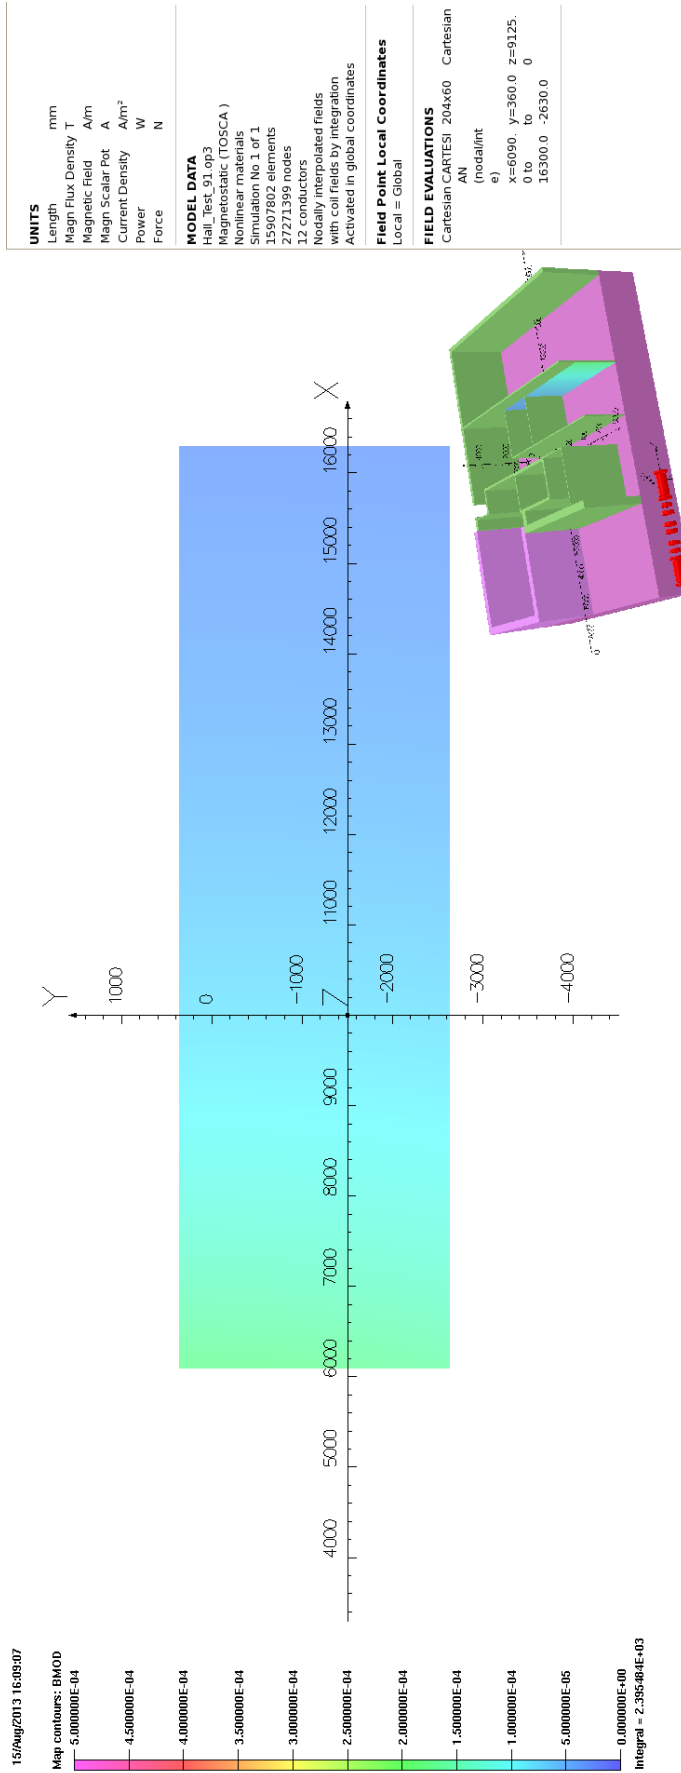 15/Aug/2013 16:09:07
Map contours: BMOD
5.000000E-04
4.500000E-04
4.000000E-04
3.500000E-04
3.000000E-04
2.500000E-04
2.000000E-04
1.500000E-04
1.000000E-04
5.000000E-05
0.000000E+00
Integral = 2.395484E+03
Y
1000
0
-1000
-2000
-3000
-4000
Z
4000
5000
6000
7000
8000
9000
11000
12000
13000
14000
15000
16000
X
UNITS
Length mm
Magn Flux Density T
Magnetic Field A/m
Magn Scalar Pot A
Current Density A/m²
Power W
Force N
MODEL DATA
Hall_Test_91.op3
Magnetostatic (TOSCA )
Nonlinear materials
Simulation No 1 of 1
15907802 elements
27271399 nodes
12 conductors
Nodally interpolated fields
with coil fields by integration
Activated in global coordinates
Field Point Local Coordinates
Local = Global
FIELD EVALUATIONS
Cartesian CARTESI 204x60 Cartesian
AN
(nodal/int
e)
x=6090. y=360.0 z=9125.
0 to to 0
16300.0 -2630.0